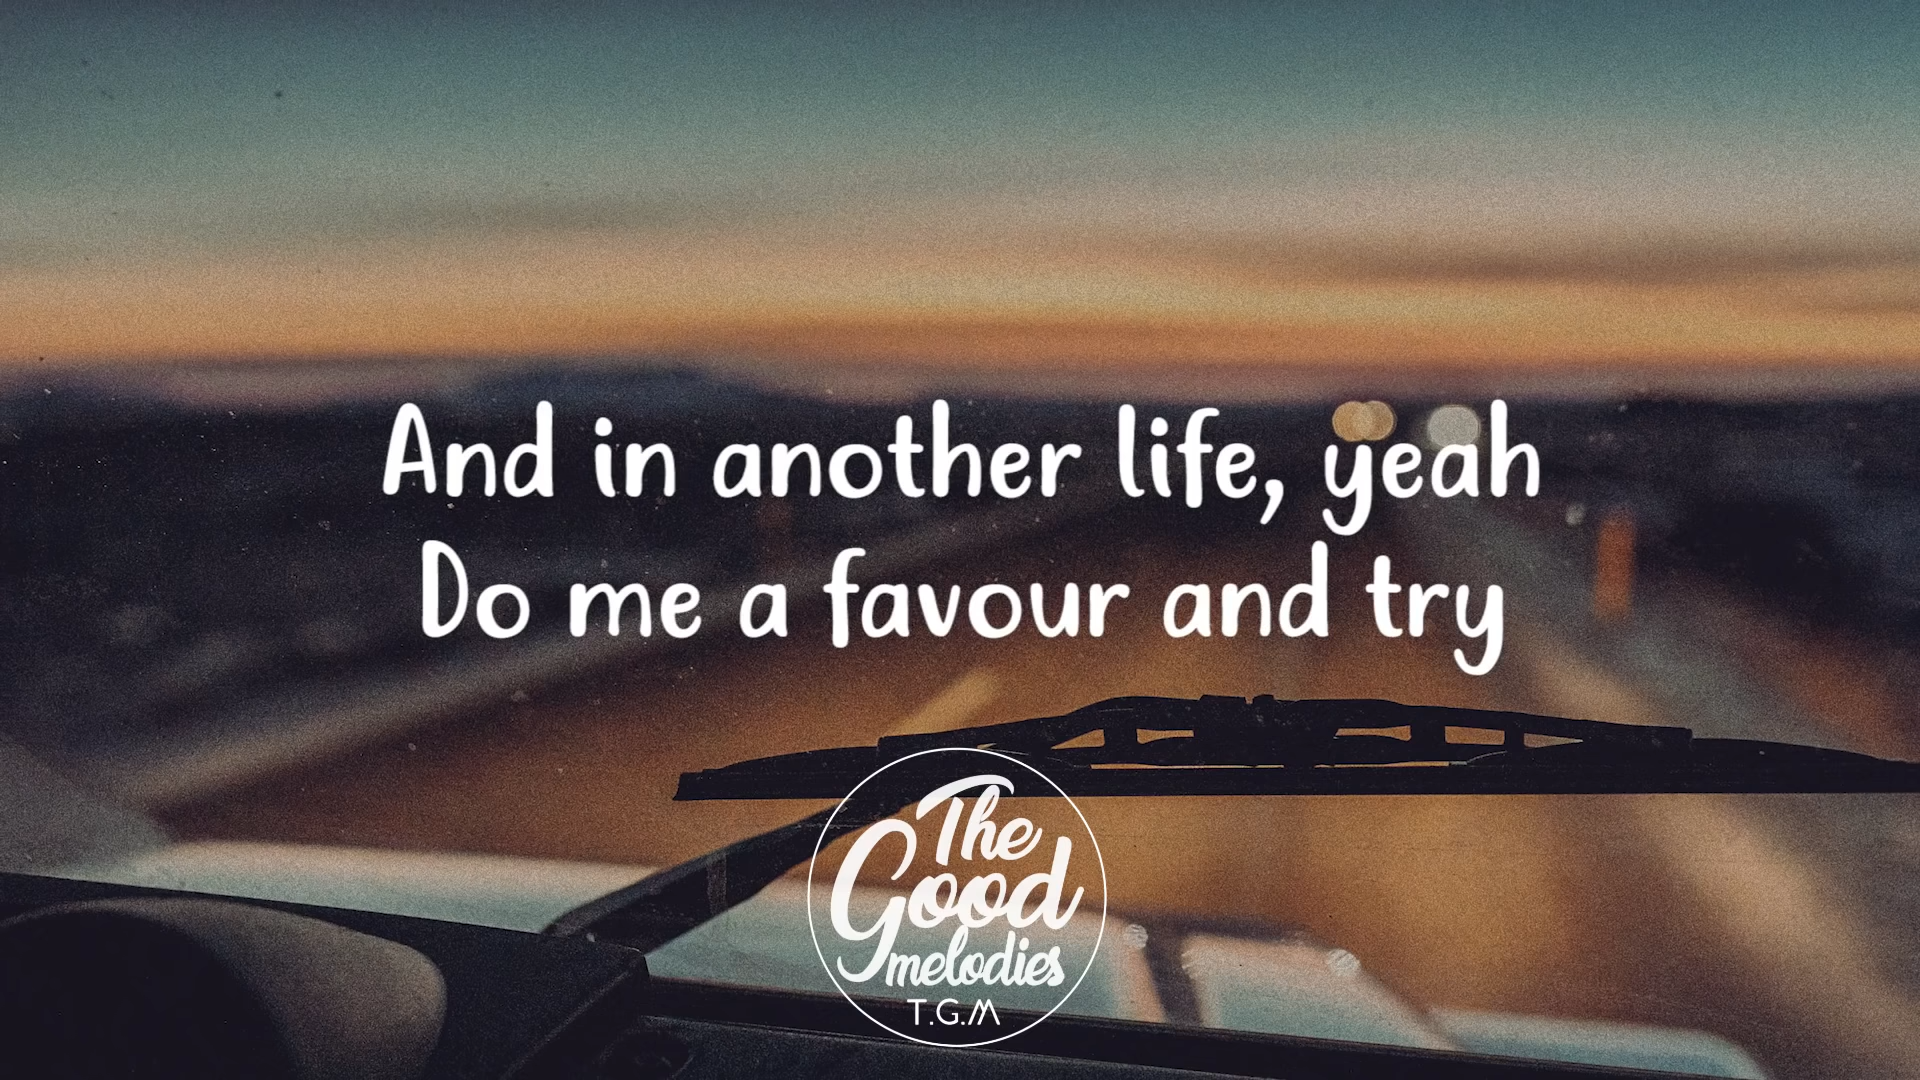 And in another life, yeah
Do me a favour and try
The
Good
melodies
T.G.M